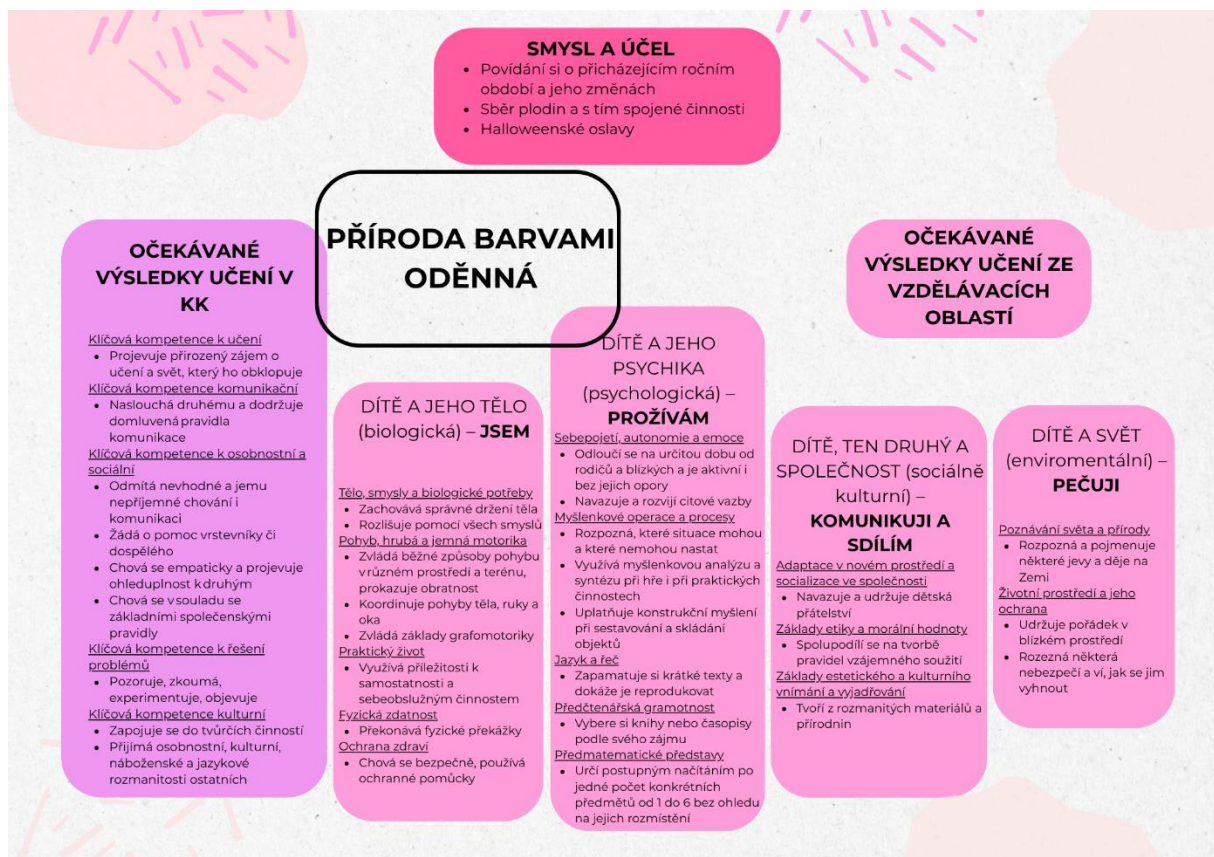 SMYSL A ÚČEL
• Povídání si o přicházejícím ročním
období a jeho změnách
• Sběr plodin a s tím spojené činnosti
• Halloweenské oslavy
PŘÍRODA BARVAMI
ODĚNNÁ
OČEKÁVANÉ
VÝSLEDKY UČENÍ V
KK
Klíčová kompetence k učení
• Projevuje přirozený zájem o
učení a svět, který ho obklopuje
Klíčová kompetence komunikační
• Naslouchá druhému a dodržuje
domluvená pravidla
komunikace
Klíčová kompetence k osobnostní a
sociální
• Odmítá nevhodné a jemu
nepříjemné chování i
komunikaci
• Žádá o pomoc vrstevníky či
dospělého
• Chová se empaticky a projevuje
ohleduplnost k druhým
• Chová se v souladu se
základními společenskými
pravidly
Klíčová kompetence k řešení
problémů
• Pozoruje, zkoumá,
experimentuje, objevuje
Klíčová kompetence kulturní
• Zapojuje se do tvůrčích činností
• Přijímá osobnostní, kulturní,
náboženské a jazykové
rozmanitosti ostatních
OČEKÁVANÉ
VÝSLEDKY UČENÍ ZE
VZDĚLÁVACÍCH
OBLASTÍ
DÍTĚ A JEHO TĚLO
(biologická) – JSEM
Tělo, smysly a biologické potřeby
• Zachovává správné držení těla
• Rozlišuje pomocí všech smyslů
Pohyb, hrubá a jemná motorika
• Zvládá běžné způsoby pohybu
v různém prostředí a terénu,
prokazuje obratnost
• Koordinuje pohyby těla, ruky a
oka
• Zvládá základy grafomotoriky
Praktický život
• Využívá příležitosti k
samostatnosti a
sebeobslužným činnostem
Fyzická zdatnost
• Překonává fyzické překážky
Ochrana zdraví
• Chová se bezpečně, používá
ochranné pomůcky
DÍTĚ A JEHO
PSYCHIKA
(psychologická) –
PROŽÍVÁM
Sebepojetí, autonomie a emoce
• Odloučí se na určitou dobu od
rodičů a blízkých a je aktivní i
bez jejich opory
• Navazuje a rozvíjí citové vazby
Myšlenkové operace a procesy
• Rozpozná, které situace mohou
a které nemohou nastat
• Využívá myšlenkovou analýzu a
syntézu při hře i při praktických
činnostech
• Uplatňuje konstrukční myšlení
při sestavování a skládání
objektů
Jazyk a řeč
• Zapamatuje si krátké texty a
dokáže je reprodukovat
Předčtenářská gramotnost
• Vybere si knihy nebo časopisy
podle svého zájmu
Předmatematické představy
• Určí postupným načítáním po
jedné počet konkrétních
předmětů od 1 do 6 bez ohledu
na jejich rozmístění
DÍTĚ, TEN DRUHÝ A
SPOLEČNOST (sociálně
kulturní) –
KOMUNIKUJI A
SDÍLÍM
Adaptace v novém prostředí a
socializace ve společnosti
• Navazuje a udržuje dětská
přátelství
Základy etiky a morální hodnoty
• Spolupodílí se na tvorbě
pravidel vzájemného soužití
Základy estetického a kulturního
vnímání a vyjadřování
• Tvoří z rozmanitých materiálů a
přírodnin
DÍTĚ A SVĚT
(enviromentální) –
PEČUJI
Poznávání světa a přírody
• Rozpozná a pojmenuje
některé jevy a děje na
Zemi
Životní prostředí a jeho
ochrana
• Udržuje pořádek v
blízkém prostředí
• Rozezná některá
nebezpečí a ví, jak se jim
vyhnout